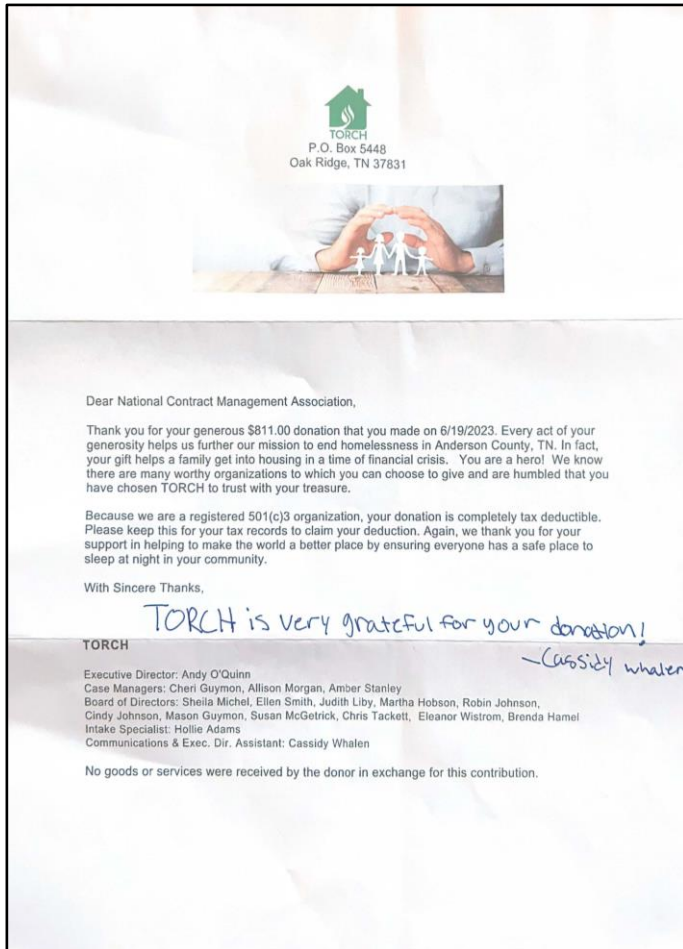 TORCH
P.O. Box 5448
Oak Ridge, TN 37831
Dear National Contract Management Association,
Thank you for your generous $811.00 donation that you made on 6/19/2023. Every act of your
generosity helps us further our mission to end homelessness in Anderson County, TN. In fact,
your gift helps a family get into housing in a time of financial crisis.  You are a hero!  We know
there are many worthy organizations to which you can choose to give and are humbled that you
have chosen TORCH to trust with your treasure.
Because we are a registered 501(c)3 organization, your donation is completely tax deductible.
Please keep this for your tax records to claim your deduction. Again, we thank you for your
support in helping to make the world a better place by ensuring everyone has a safe place to
sleep at night in your community.
With Sincere Thanks,
TORCH is very grateful for your donation!
-Cassidy Whalen
TORCH
Executive Director: Andy O'Quinn
Case Managers: Cheri Guymon, Allison Morgan, Amber Stanley
Board of Directors: Sheila Michel, Ellen Smith, Judith Liby, Martha Hobson, Robin Johnson,
Cindy Johnson, Mason Guymon, Susan McGetrick, Chris Tackett,  Eleanor Wistrom, Brenda Hamel
Intake Specialist: Hollie Adams
Communications & Exec. Dir. Assistant: Cassidy Whalen
No goods or services were received by the donor in exchange for this contribution.